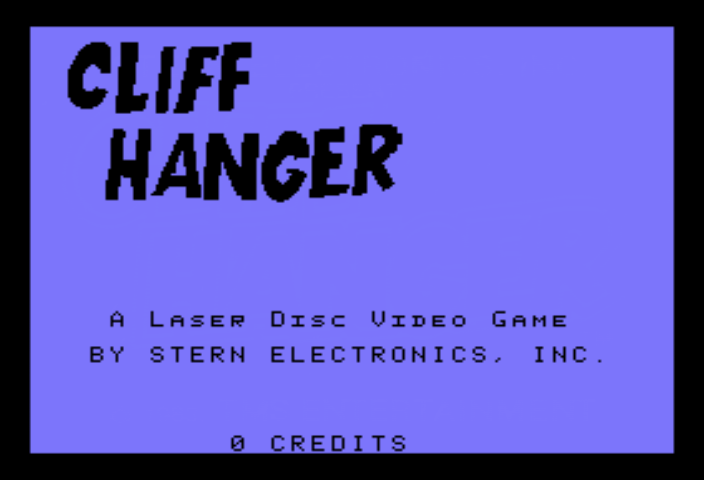 CLIFF
HANGER
A Laser Disc Video Game
BY STERN ELECTRONICS, INC.
0 CREDITS